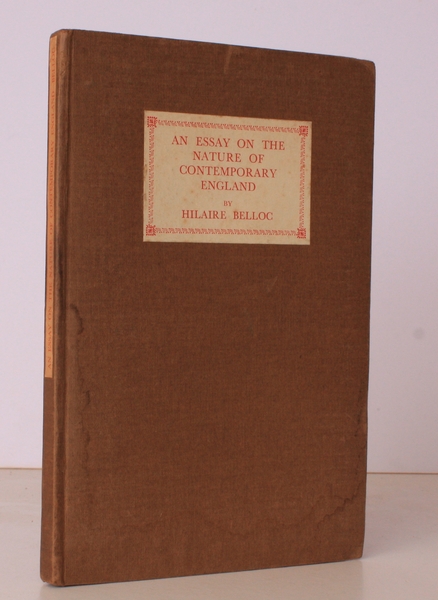 AN ESSAY ON THE
NATURE OF
CONTEMPORARY
ENGLAND
BY
HILAIRE BELLOC